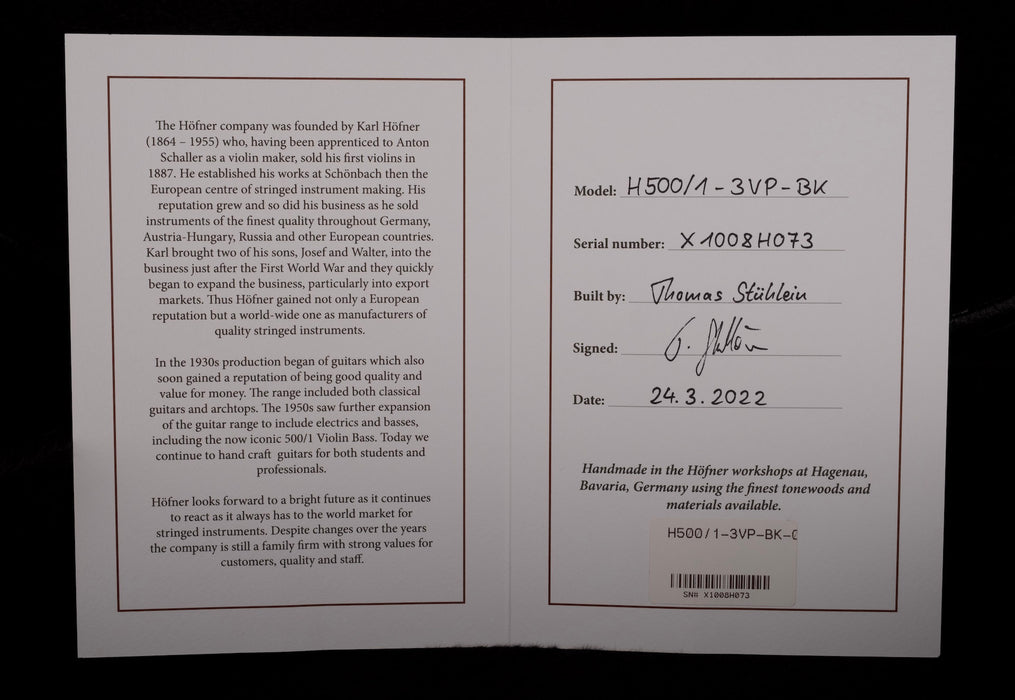 The Höfner company was founded by Karl Höfner
(1864 – 1955) who, having been apprenticed to Anton
Schaller as a violin maker, sold his first violins in
1887. He established his works at Schönbach then the
European centre of stringed instrument making. His
reputation grew and so did his business as he sold
instruments of the finest quality throughout Germany,
Austria-Hungary, Russia and other European countries.
Karl brought two of his sons, Josef and Walter, into the
business just after the First World War and they quickly
began to expand the business, particularly into export
markets. Thus Höfner gained not only a European
reputation but a world-wide one as manufacturers of
quality stringed instruments.
In the 1930s production began of guitars which also
soon gained a reputation of being good quality and
value for money. The range included both classical
guitars and archtops. The 1950s saw further expansion
of the guitar range to include electrics and basses,
including the now iconic 500/1 Violin Bass. Today we
continue to hand craft guitars for both students and
professionals.
Höfner looks forward to a bright future as it continues
to react as it always has to the world market for
stringed instruments. Despite changes over the years
the company is still a family firm with strong values for
customers, quality and staff.
Model: H500/1-3VP-BK
Serial number: X1008H073
Built by: Thomas Stühlein
Signed:
Date: 24.3.2022
Handmade in the Höfner workshops at Hagenau,
Bavaria, Germany using the finest tonewoods and
materials available.
H500/1-3VP-BK-
SN# X1008H073